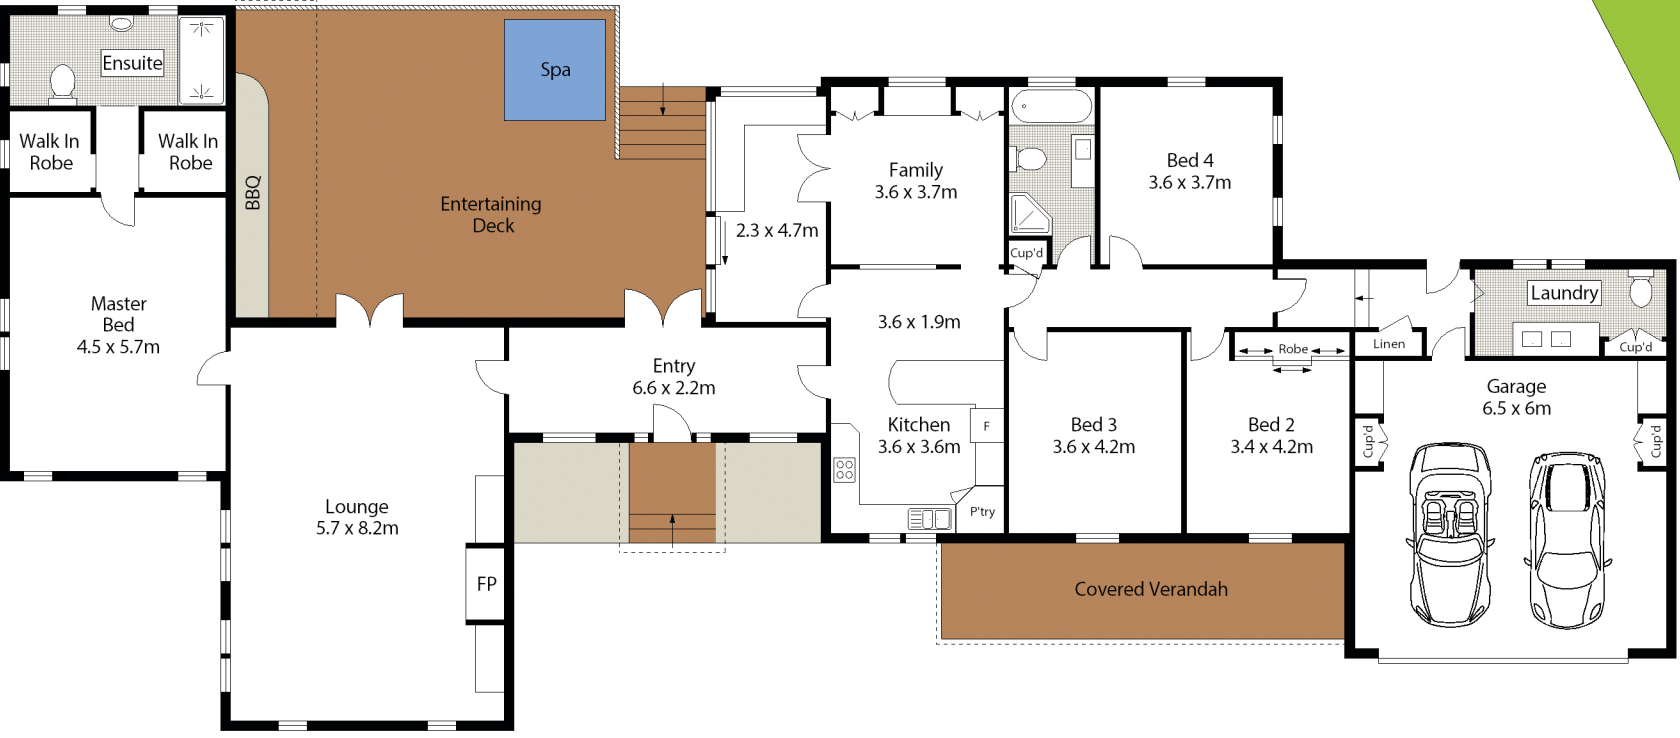 Ensuite
Walk In
Robe
Walk In
Robe
BBQ
Spa
Entertaining
Deck
Master
Bed
4.5 x 5.7m
2.3 x 4.7m
Family
3.6 x 3.7m
Cup'd
Bed 4
3.6 x 3.7m
3.6 x 1.9m
Entry
6.6 x 2.2m
Kitchen
3.6 x 3.6m
F
P'try
Bed 3
3.6 x 4.2m
Robe
Bed 2
3.4 x 4.2m
Linen
Laundry
Cup'd
Garage
6.5 x 6m
Cup'd
Cup'd
Lounge
5.7 x 8.2m
FP
Covered Verandah